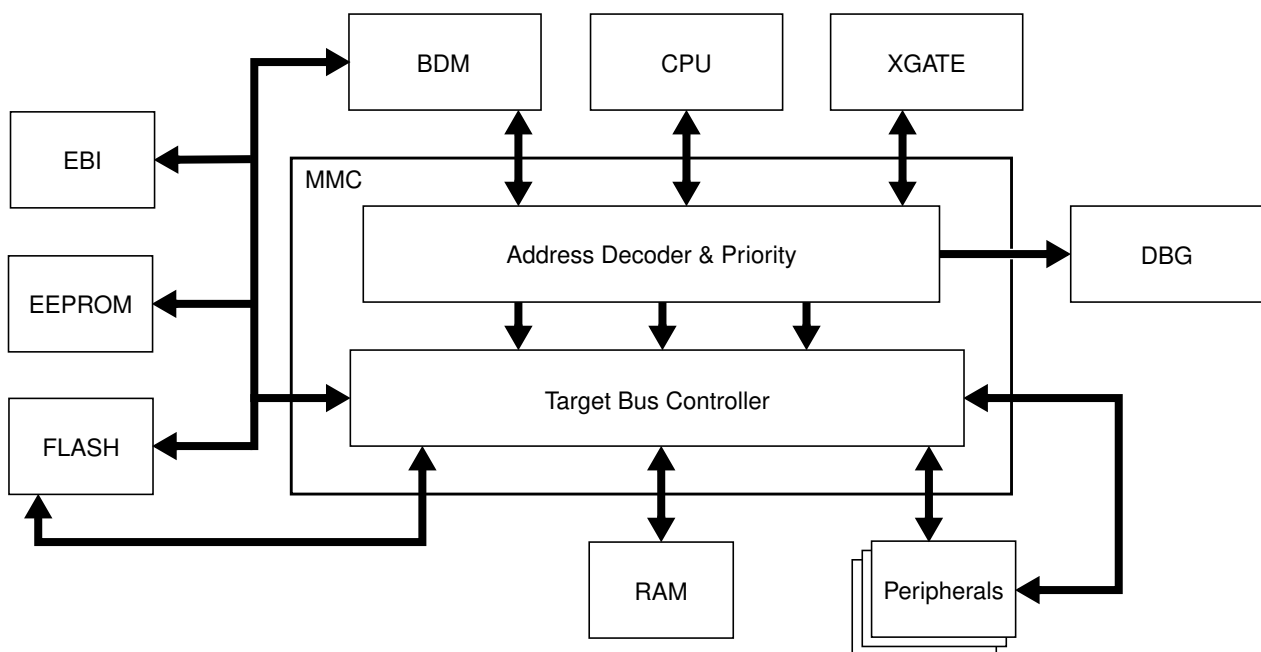 BDM
CPU
XGATE
EBI
MMC
Address Decoder & Priority
DBG
EEPROM
Target Bus Controller
FLASH
RAM
Peripherals